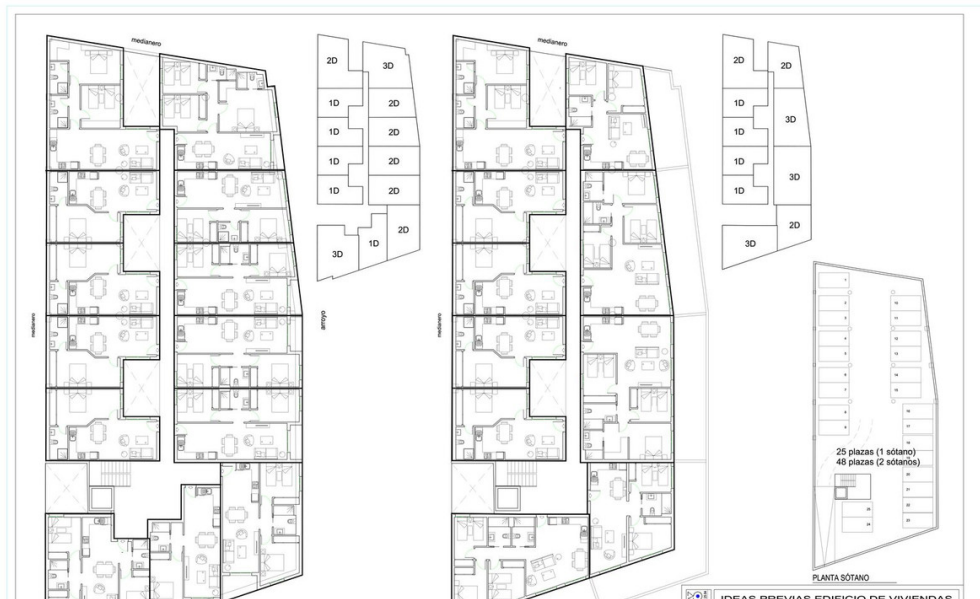 medianero
medianero
2D
3D
1D
2D
1D
2D
1D
2D
1D
2D
3D
1D
2D
medianero
arroyo
medianero
2D
2D
1D
3D
1D
1D
3D
1D
3D
2D
25 plazas (1 sótano)
48 plazas (2 sótanos)
PLANTA SÓTANO
IDEAS PREVIAS EDIFICIO DE VIVIENDAS